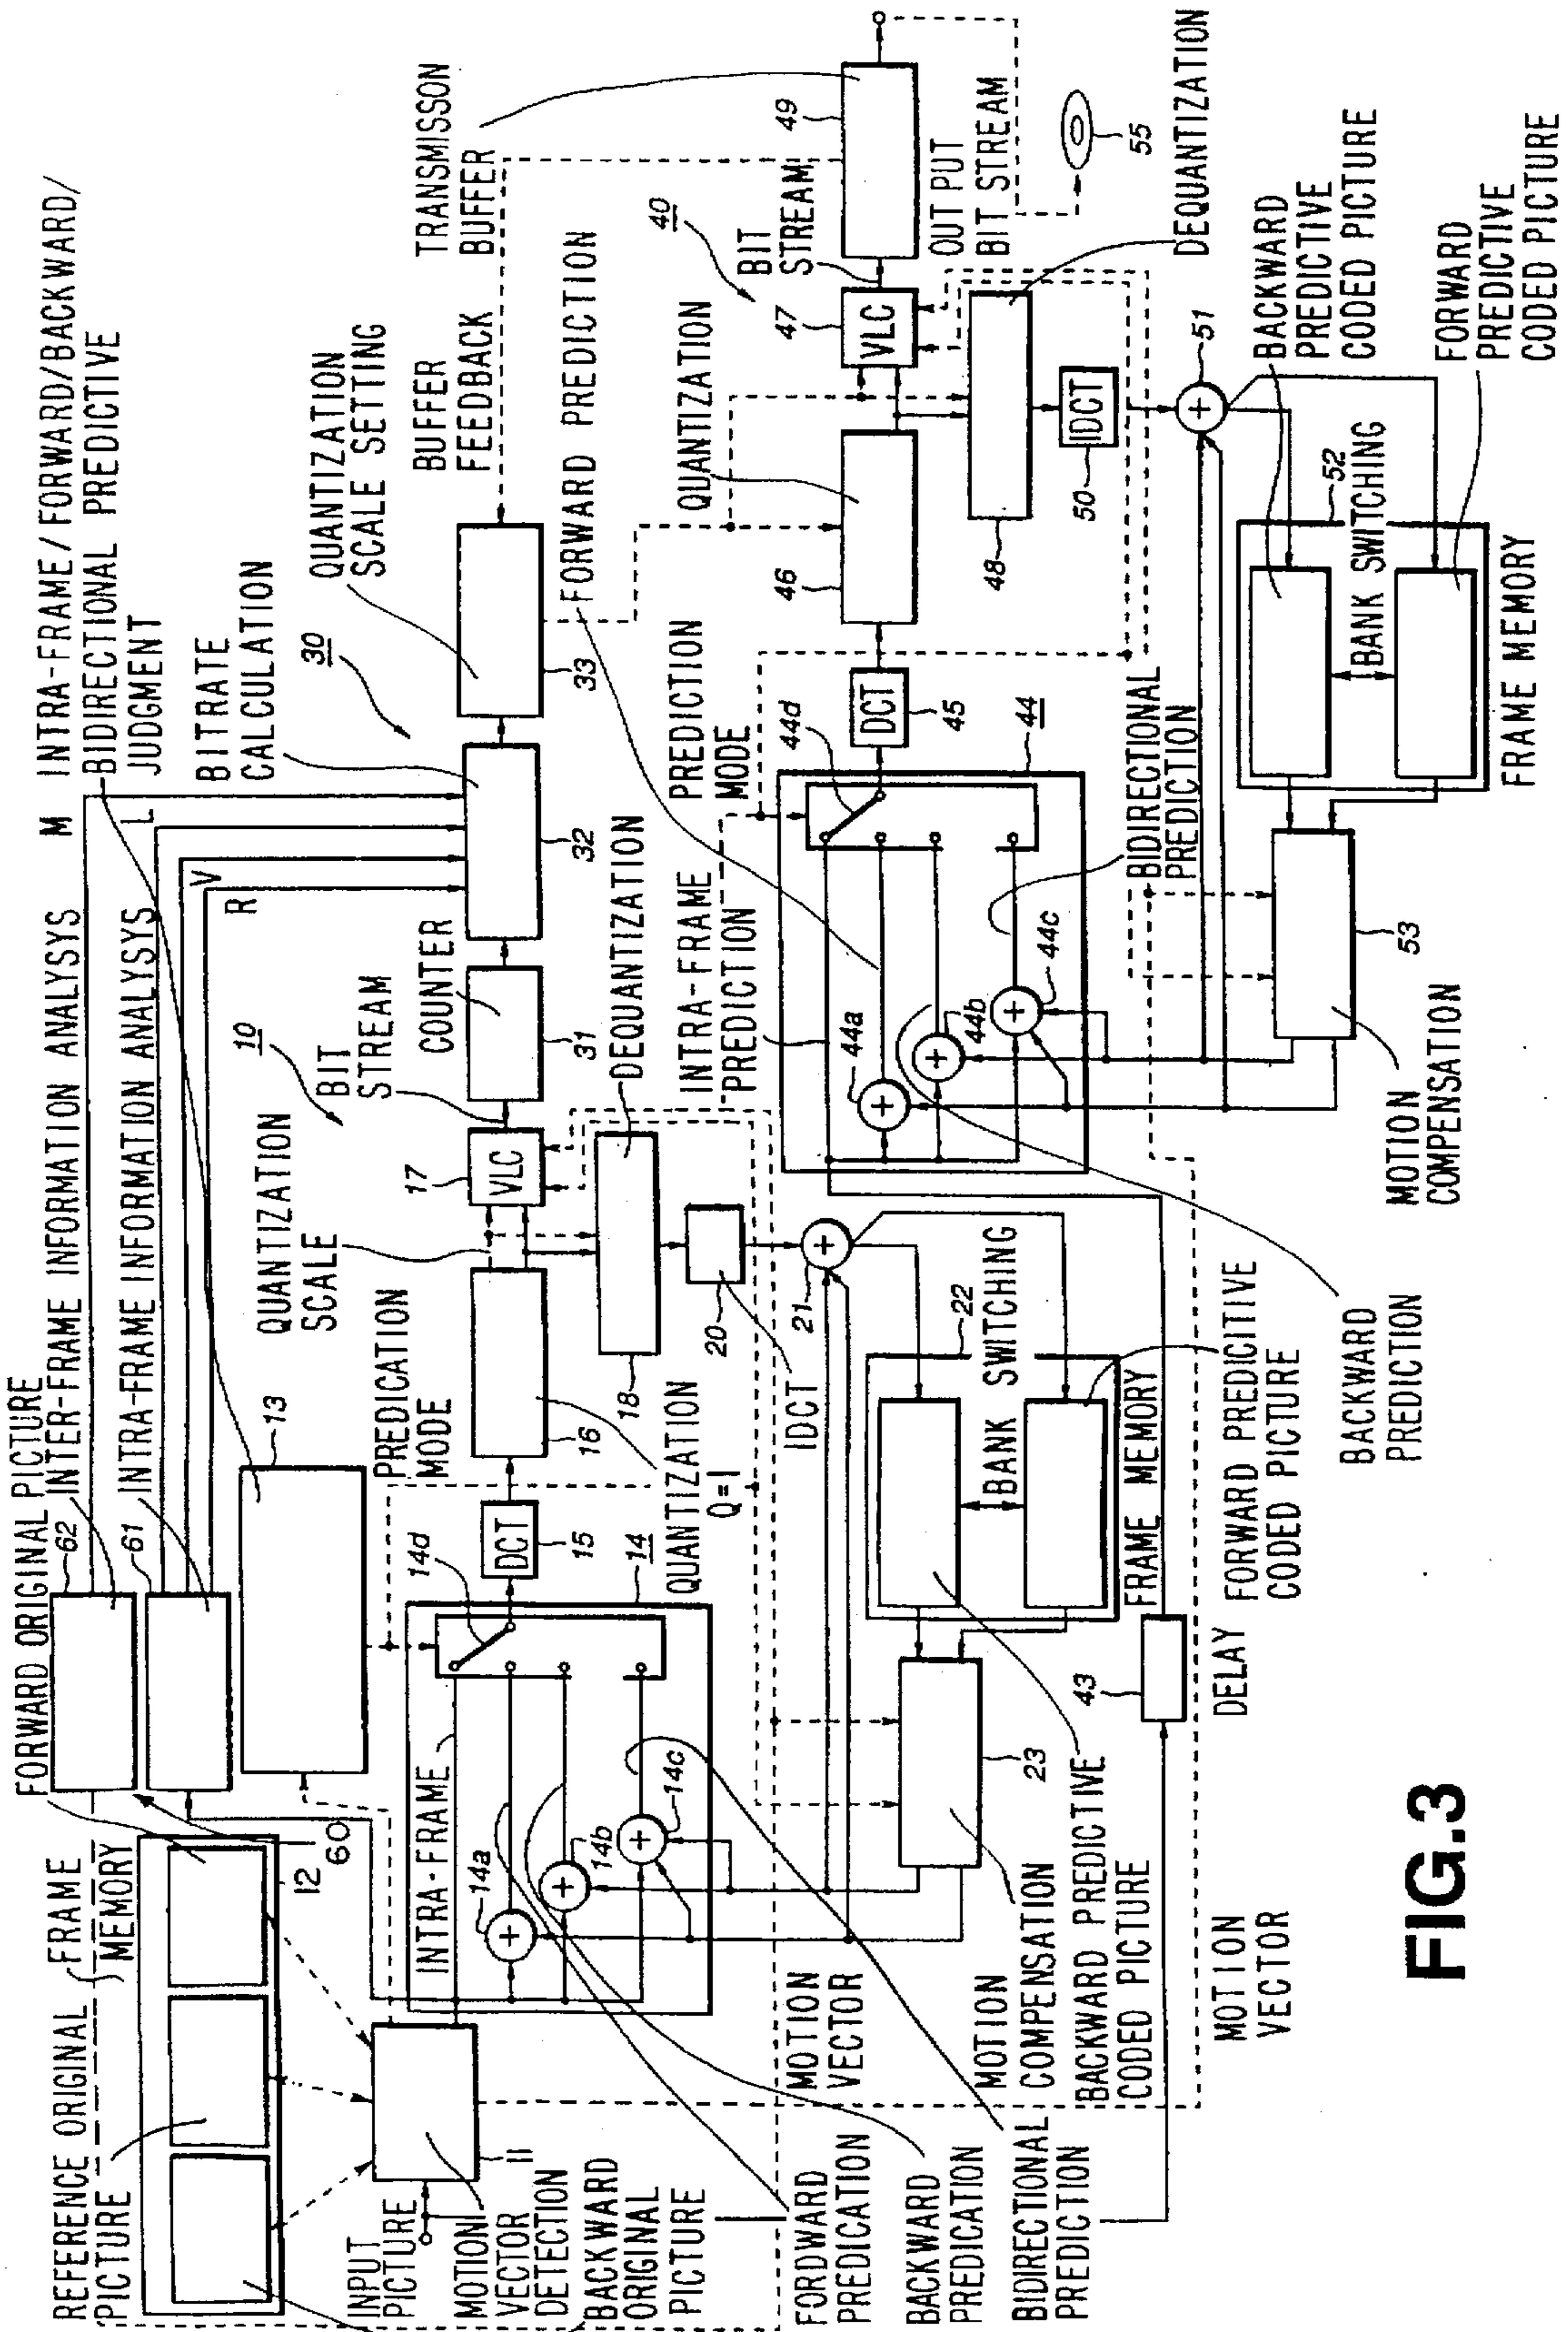 FORWARD ORIGINAL PICTURE
62
INTER-FRAME INFORMATION ANALYSIS
61
INTRA-FRAME INFORMATION ANALYSIS
M
INTRA-FRAME/FORWARD/BACKWARD/
BIDIRECTIONAL PREDICTIVE
JUDGMENT
L
V
R
BITRATE
CALCULATION
30
QUANTIZATION
SCALE SETTING
BUFFER
FEEDBACK
TRANSMISSON
BUFFER
REFERENCE ORIGINAL
PICTURE
FRAME
MEMORY
12
60
13
10
BIT
STREAM
COUNTER
31
32
33
FORWARD PREDICTION
INPUT
PICTURE
11
MOTION
VECTOR
DETECTION
BACKWARD
ORIGINAL
PICTURE
INTRA-FRAME
14a
14b
14c
14d
14
DCT
15
PREDICATION
MODE
16
QUANTIZATION
Q=1
QUANTIZATION
SCALE
17
VLC
DEQUANTIZATION
18
20
IDCT
21
22
BANK SWITCHING
FRAME MEMORY
23
MOTION
VECTOR
MOTION
COMPENSATION
BACKWARD PREDICTIVE
CODED PICTURE
FORWARD PREDICITIVE
CODED PICTURE
43
DELAY
MOTION
VECTOR
FORDWARD
PREDICATION
BACKWARD
PREDICATION
BIDIRECTIONAL
PREDICTION
INTRA-FRAME
PREDICTION
PREDICTION
MODE
44a
44b
44c
44d
44
DCT
45
46
QUANTIZATION
40
47
VLC
BIT
STREAM
49
OUT PUT
BIT STREAM
55
48
DEQUANTIZATION
50
IDCT
51
BIDIRECTIONAL
PREDICTION
BACKWARD
PREDICTIVE
CODED PICTURE
FORWARD
PREDICTIVE
CODED PICTURE
52
BANK SWITCHING
FRAME MEMORY
53
MOTION
COMPENSATION
BACKWARD
PREDICTION
FIG.3